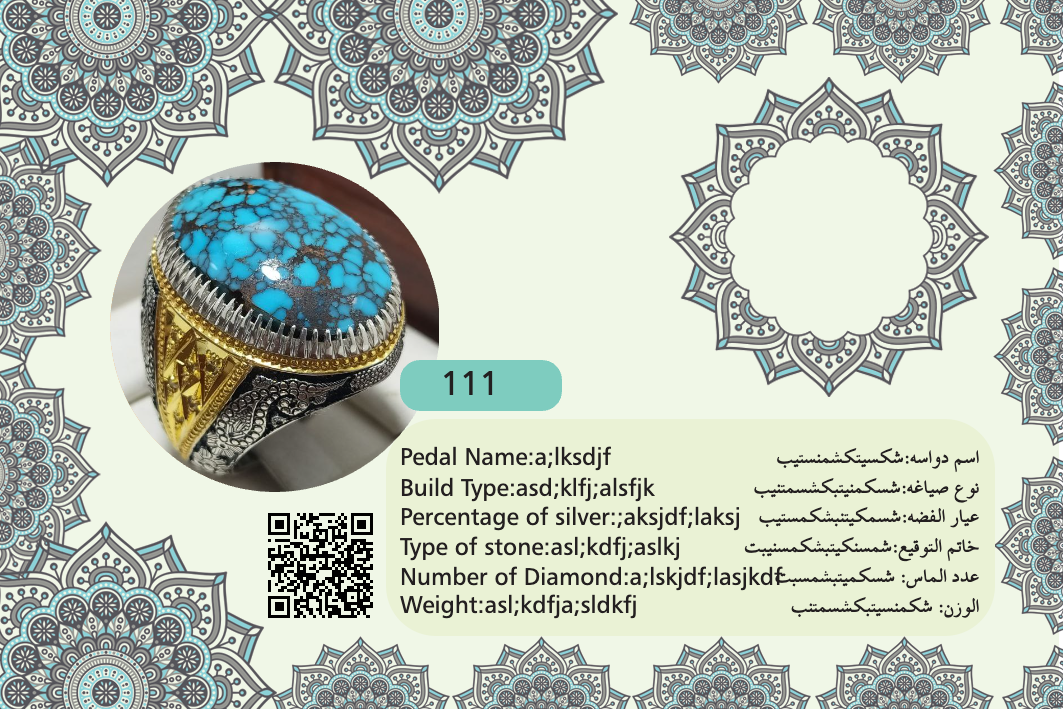 111
Pedal Name:a;lksdjf
اسم دواسه:شکسیتکشمنستیب
Build Type:asd;klfj;alsfjk
نوع صیاغه:شسکمنیتبکشسمتنیب
Percentage of silver:;aksjdf;laksj
عیار الفضه:شسمکیتنبشکمستیب
Type of stone:asl;kdfj;aslkj
خاتم التوقیع:شمسنکیتبشکمسنیبت
Number of Diamond:a;lskjdf;lasjkdf
عدد الماس: شسکمیتبشمسبت
Weight:asl;kdfja;sldkfj
الوزن: شکمنسیتبکشسمتنب